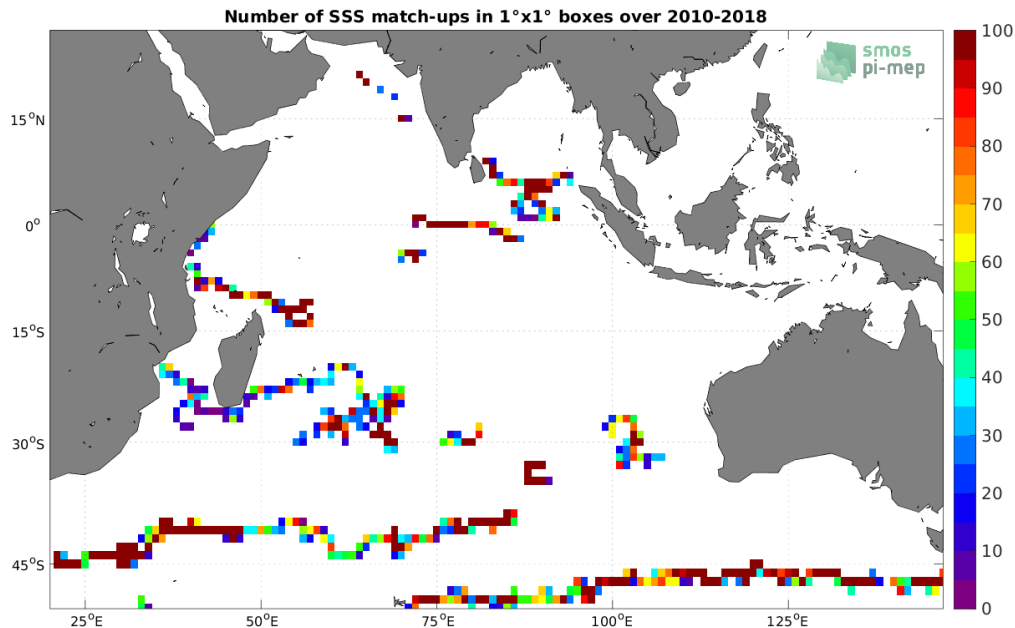 Number of SSS match-ups in 1°x1° boxes over 2010-2018
smos
pi-mep
15°N
0°
15°S
30°S
45°S
25°E
50°E
75°E
100°E
125°E
100
90
80
70
60
50
40
30
20
10
0